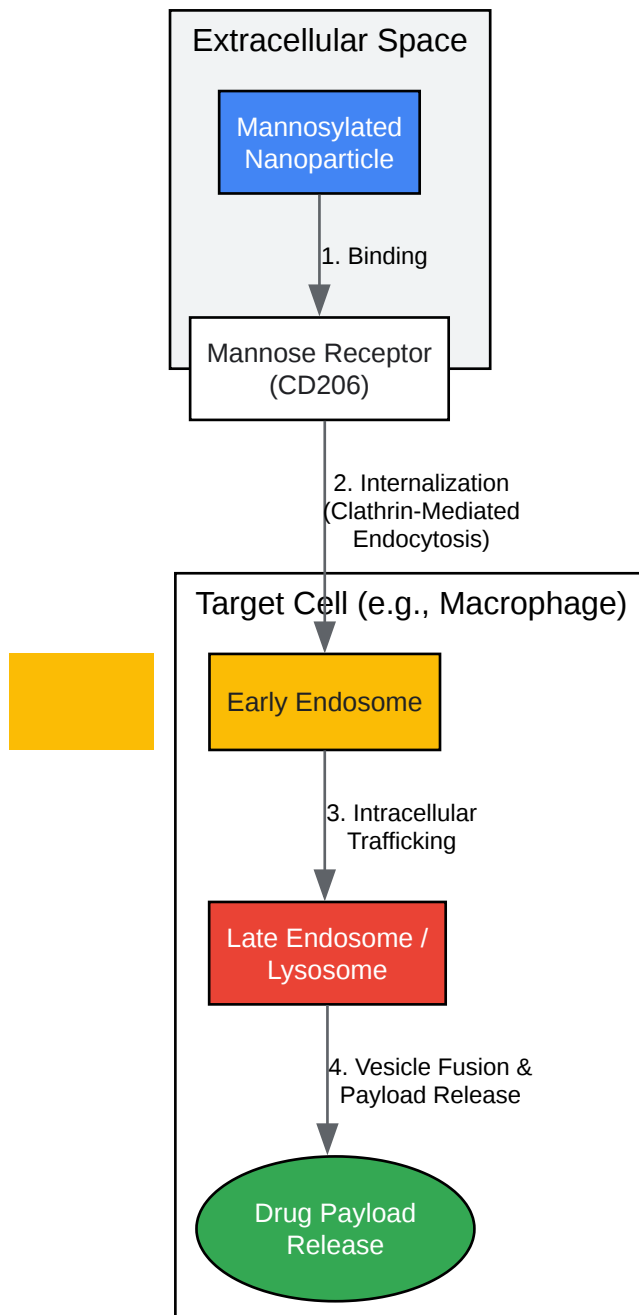 Extracellular Space
Mannosylated
Nanoparticle
1. Binding
Mannose Receptor
(CD206)
2. Internalization
(Clathrin-Mediated
Endocytosis)
Target Cell (e.g., Macrophage)
Early Endosome
3. Intracellular
Trafficking
Late Endosome /
Lysosome
4. Vesicle Fusion &
Payload Release
Drug Payload
Release